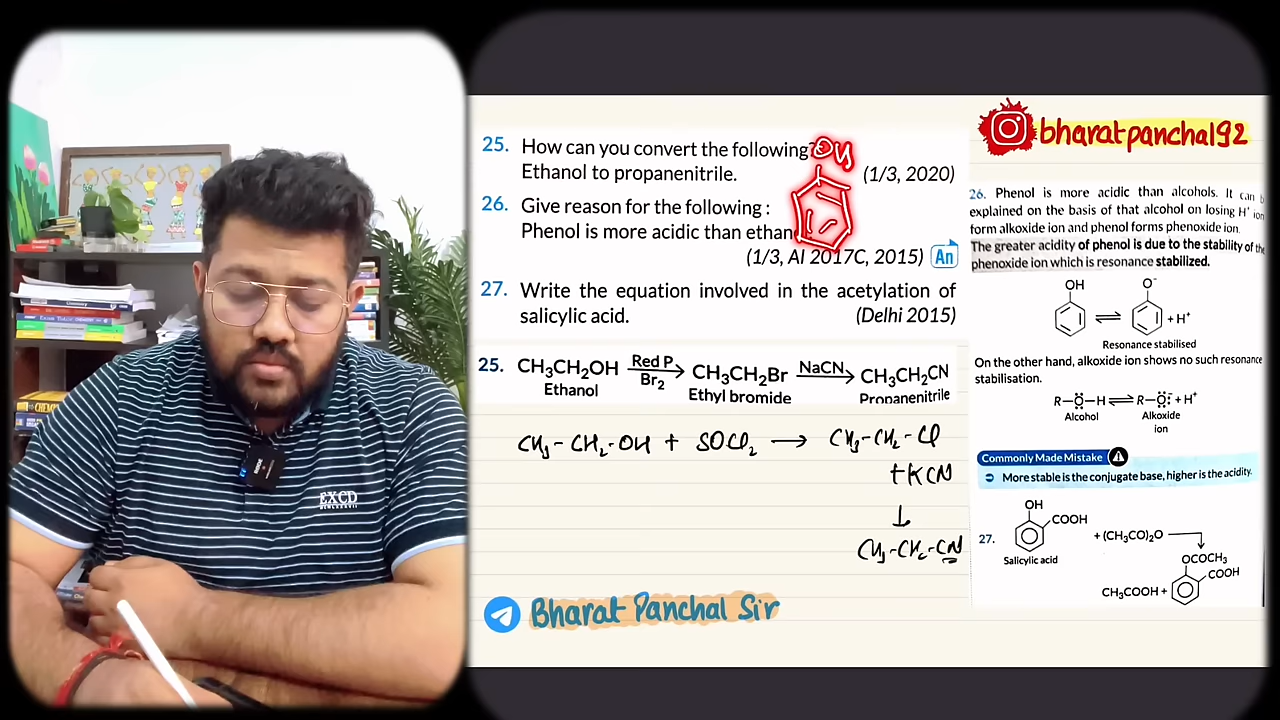 bharatpanchal92
25. How can you convert the following?
Ethanol to propanenitrile. (1/3, 2020)
26. Give reason for the following :
Phenol is more acidic than
(1/3, AI 2017C, 2015) An
27. Write the equation involved in the acetylation of
salicylic acid. (Delhi 2015)
OH
25. CH₃CH₂OH Red P Br₂ → CH₃CH₂Br NaCN → CH₃CH₂CN
Ethanol Ethyl bromide Propanenitrile
CH₃-CH₂-OH + SOCl₂ → CH₃-CH₂-Cl
+KCN
↓
CH₃-CH₂-CN
Bharat Panchal Sir
26. Phenol is more acidic than alcohols. It can
explained on the basis of that alcohol on losing H⁺ ion
form alkoxide ion and phenol forms phenoxide ion.
The greater acidity of phenol is due to the stability of the
phenoxide ion which is resonance stabilized.
OH ⇌ O⁻ + H⁺
Resonance stabilised
On the other hand, alkoxide ion shows no such resonance
stabilisation.
R–Ö–H ⇌ R–Ö:⁻ + H⁺
Alcohol Alkoxide
ion
Commonly Made Mistake
More stable is the conjugate base, higher is the acidity.
27. OH COOH + (CH₃CO)₂O
Salicylic acid
OCOCH₃
COOH
CH₃COOH +
EXCD